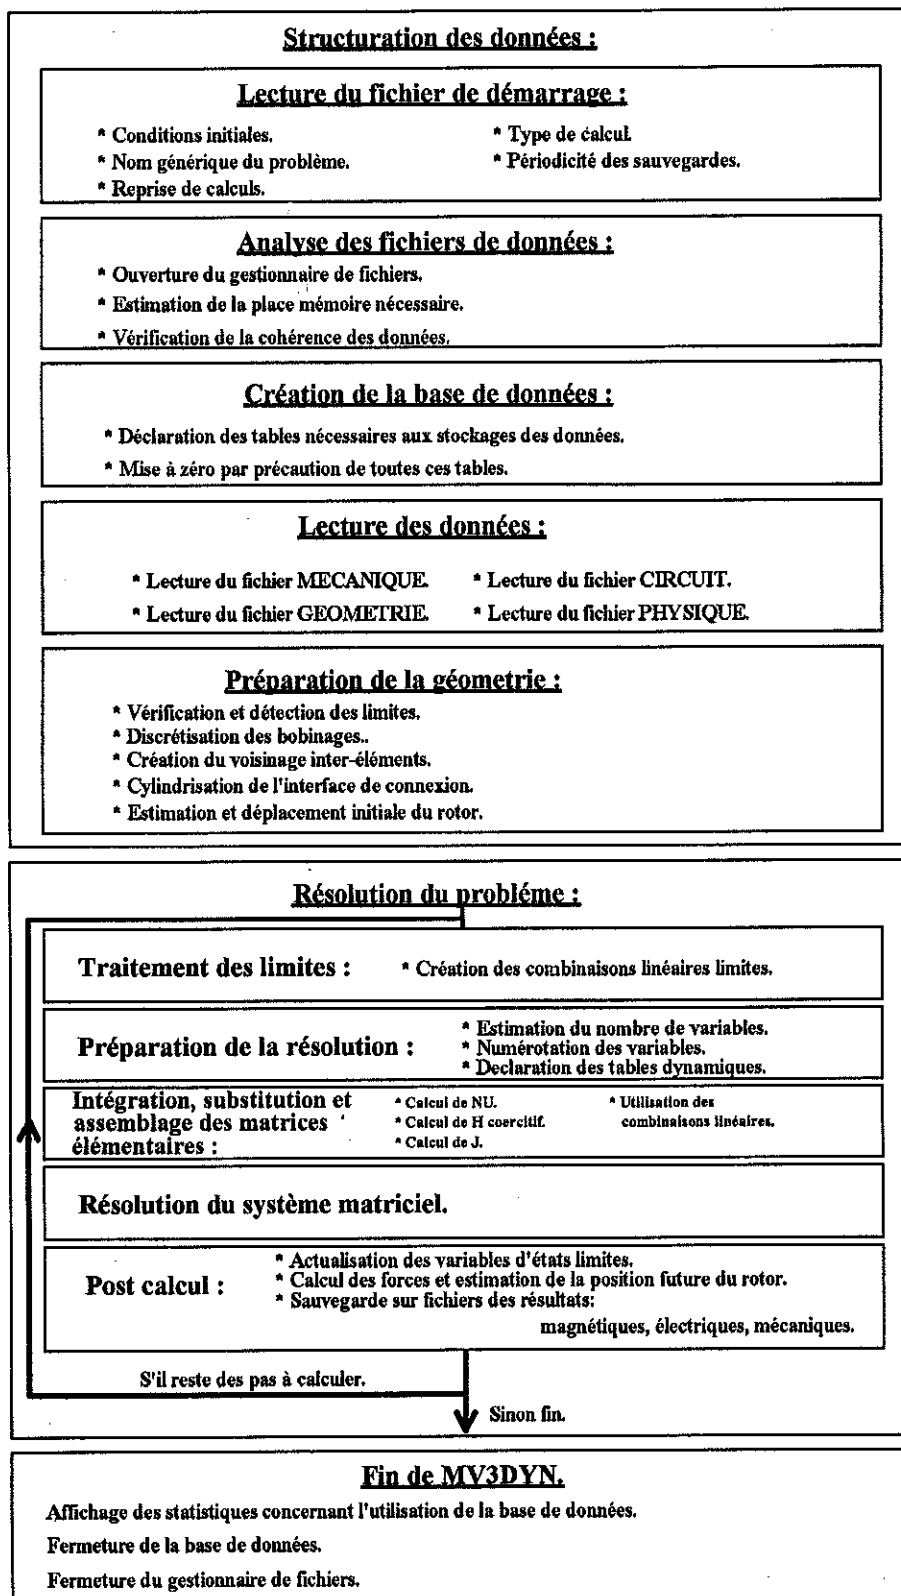 Structuration des données :
Lecture du fichier de démarrage :
* Conditions initiales.
* Type de calcul.
* Nom générique du problème.
* Périodicité des sauvegardes.
* Reprise de calculs.
Analyse des fichiers de données :
* Ouverture du gestionnaire de fichiers.
* Estimation de la place mémoire nécessaire.
* Vérification de la cohérence des données.
Création de la base de données :
* Déclaration des tables nécessaires aux stockages des données.
* Mise à zéro par précaution de toutes ces tables.
Lecture des données :
* Lecture du fichier MECANIQUE.
* Lecture du fichier CIRCUIT.
* Lecture du fichier GEOMETRIE.
* Lecture du fichier PHYSIQUE.
Préparation de la géometrie :
* Vérification et détection des limites.
* Discrétisation des bobinages..
* Création du voisinage inter-éléments.
* Cylindrisation de l'interface de connexion.
* Estimation et déplacement initiale du rotor.
Résolution du probléme :
Traitement des limites :
* Création des combinaisons linéaires limites.
Préparation de la résolution :
* Estimation du nombre de variables.
* Numérotation des variables.
* Declaration des tables dynamiques.
Intégration, substitution et
assemblage des matrices
élémentaires :
* Calcul de NU.
* Calcul de H coercitif.
* Calcul de J.
* Utilisation des
combinaisons linéaires.
Résolution du système matriciel.
Post calcul :
* Actualisation des variables d'états limites.
* Calcul des forces et estimation de la position future du rotor.
* Sauvegarde sur fichiers des résultats:
magnétiques, électriques, mécaniques.
S'il reste des pas à calculer.
Sinon fin.
Fin de MV3DYN.
Affichage des statistiques concernant l'utilisation de la base de données.
Fermeture de la base de données.
Fermeture du gestionnaire de fichiers.